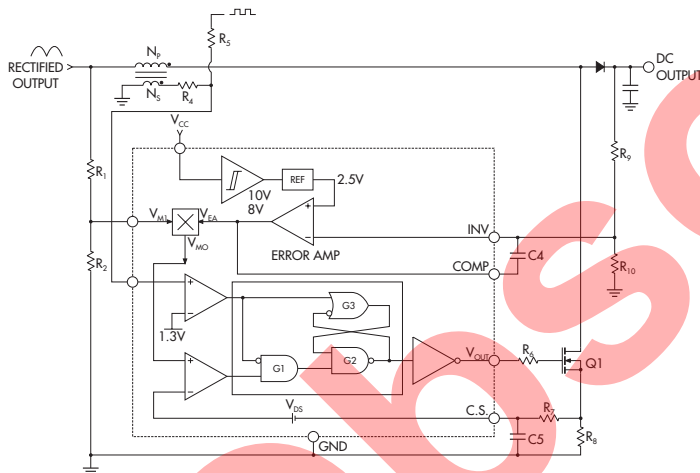 R5
RECTIFIED
OUTPUT
NP
NS
R4
DC
OUTPUT
VCC
R1
R9
10V
8V
REF
2.5V
VM1
VEA
VMO
ERROR AMP
INV
COMP
C4
R2
R10
1.3V
G3
G1
G2
VOUT
R6
Q1
VDS
C.S.
R7
C5
R8
GND
obso